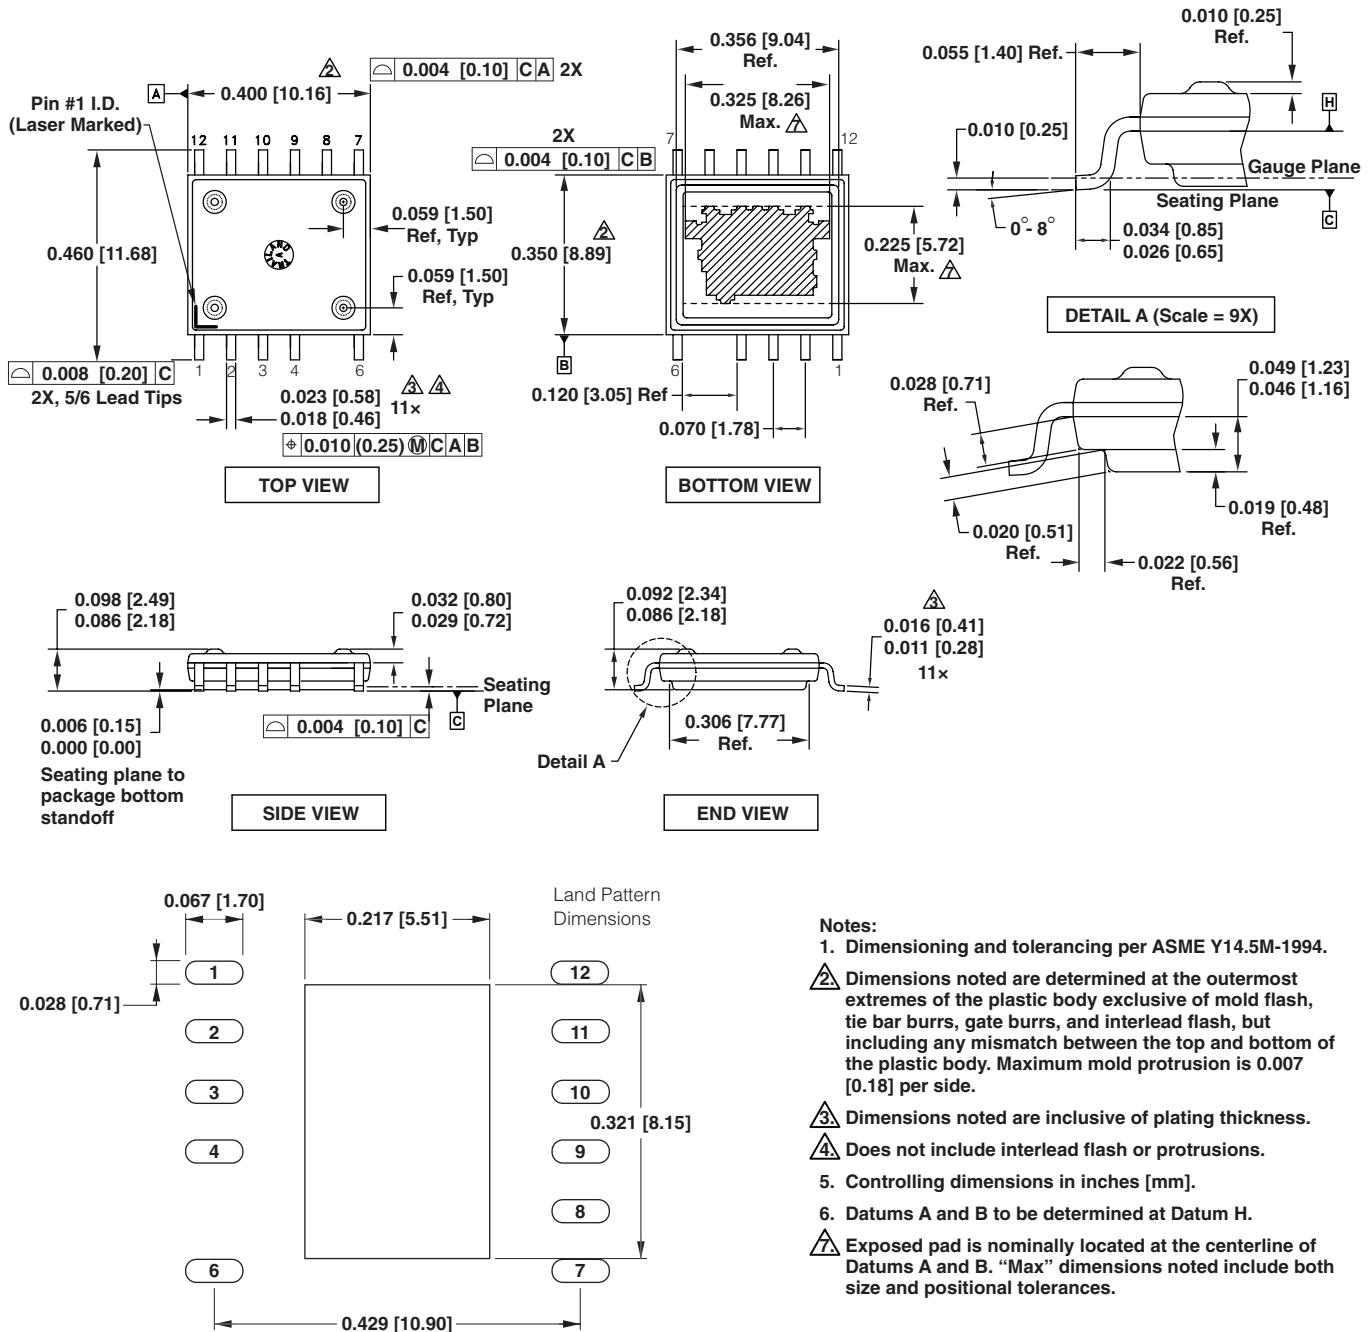 0.004 [0.10] C A 2X
2
0.400 [10.16]
A
Pin #1 I.D.
(Laser Marked)
12 11 10 9 8 7
0.460 [11.68]
0.059 [1.50]
Ref, Typ
0.059 [1.50]
Ref, Typ
1 2 3 4 6
0.008 [0.20] C
2X, 5/6 Lead Tips
0.023 [0.58]
0.018 [0.46]
3 4
11×
0.010 (0.25) M C A B
TOP VIEW
0.356 [9.04]
Ref.
0.325 [8.26]
Max. 7
2X
0.004 [0.10] C B
7 12
2
0.350 [8.89]
0.225 [5.72]
Max. 7
B
6 1
0.120 [3.05] Ref
0.070 [1.78]
BOTTOM VIEW
0.010 [0.25]
Ref.
0.055 [1.40] Ref.
H
0.010 [0.25]
Gauge Plane
Seating Plane
C
0°- 8°
0.034 [0.85]
0.026 [0.65]
DETAIL A (Scale = 9X)
0.049 [1.23]
0.046 [1.16]
0.028 [0.71]
Ref.
0.019 [0.48]
Ref.
0.020 [0.51]
Ref.
0.022 [0.56]
Ref.
0.098 [2.49]
0.086 [2.18]
0.032 [0.80]
0.029 [0.72]
Seating
Plane
C
0.004 [0.10] C
0.006 [0.15]
0.000 [0.00]
Seating plane to
package bottom
standoff
SIDE VIEW
0.092 [2.34]
0.086 [2.18]
3
0.016 [0.41]
0.011 [0.28]
11×
0.306 [7.77]
Ref.
Detail A
END VIEW
0.067 [1.70]
0.217 [5.51]
Land Pattern
Dimensions
0.028 [0.71]
1 12
2 11
3 10
0.321 [8.15]
4 9
8
6 7
0.429 [10.90]
Notes:
1. Dimensioning and tolerancing per ASME Y14.5M-1994.
2. Dimensions noted are determined at the outermost
extremes of the plastic body exclusive of mold flash,
tie bar burrs, gate burrs, and interlead flash, but
including any mismatch between the top and bottom of
the plastic body. Maximum mold protrusion is 0.007
[0.18] per side.
3. Dimensions noted are inclusive of plating thickness.
4. Does not include interlead flash or protrusions.
5. Controlling dimensions in inches [mm].
6. Datums A and B to be determined at Datum H.
7. Exposed pad is nominally located at the centerline of
Datums A and B. “Max” dimensions noted include both
size and positional tolerances.